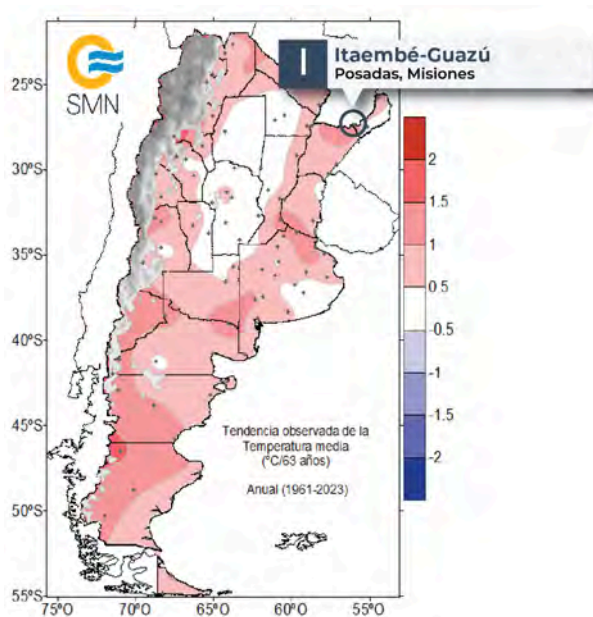 SMN
I
Itaembé-Guazú
Posadas, Misiones
25°S
30°S
35°S
40°S
45°S
50°S
55°S
75°O
70°O
65°O
60°O
55°O
2
1.5
1
0.5
0.5
-1
-1.5
-2
Tendencia observada de la
Temperatura media
(°C/63 años)
Anual (1961-2023)